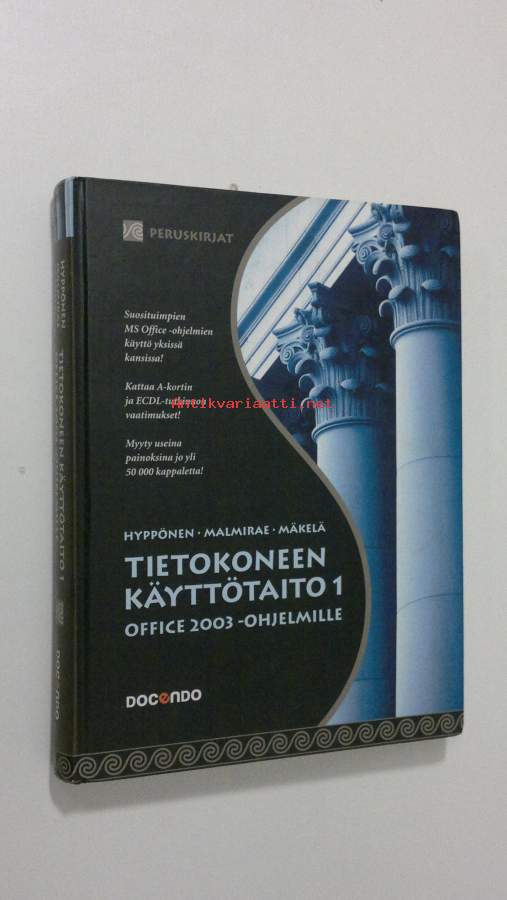 PERUSKIRJAT
Suosituimpien
MS Office -ohjelmien
käyttö yksissä
kansissa!
Kattaa A-kortin
ja ECDL-tutkinnon
vaatimukset!
Antikvariaatti.net
Myyty useina
painoksina jo yli
50 000 kappaletta!
HYPPÖNEN · MALMIRAE · MÄKELÄ
TIETOKONEEN
KÄYTTÖTAITO 1
OFFICE 2003 -OHJELMILLE
DOCENDO
HYPPÖNEN
TIETOKONEEN KÄYTTÖTAITO 1
DOCENDO